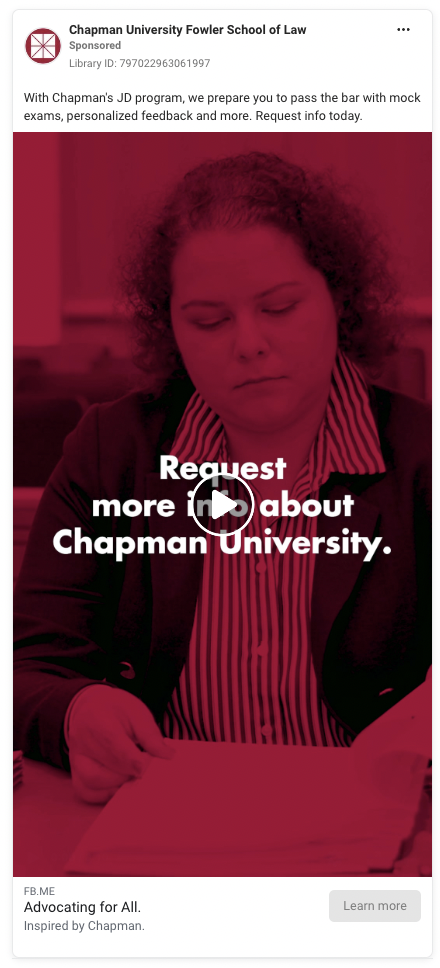 Chapman University Fowler School of Law
Sponsored
Library ID: 797022963061997
With Chapman's JD program, we prepare you to pass the bar with mock
exams, personalized feedback and more. Request info today.
Request
more info about
Chapman University.
FB.ME
Advocating for All.
Inspired by Chapman.
Learn more